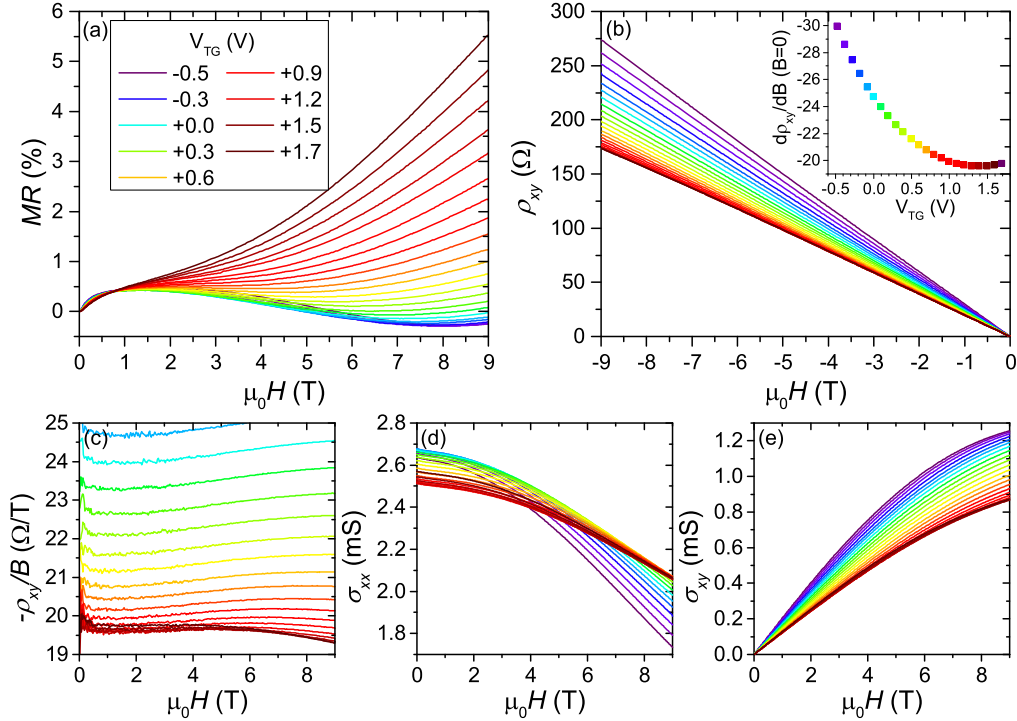 (a)
V_TG (V)
-0.5 +0.9
-0.3 +1.2
+0.0 +1.5
+0.3 +1.7
+0.6
MR (%)
6
5
4
3
2
1
0
0 1 2 3 4 5 6 7 8 9
μ₀H (T)
(b)
ρ_xy (Ω)
300
250
200
150
100
50
0
-9 -8 -7 -6 -5 -4 -3 -2 -1 0
μ₀H (T)
dρ_xy/dB (B=0)
-30
-28
-26
-24
-22
-20
-0.5 0.0 0.5 1.0 1.5
V_TG (V)
(c)
-ρ_xy/B (Ω/T)
25
24
23
22
21
20
19
0 2 4 6 8
μ₀H (T)
(d)
σ_xx (mS)
2.8
2.6
2.4
2.2
2.0
1.8
0 2 4 6 8
μ₀H (T)
(e)
σ_xy (mS)
1.2
1.0
0.8
0.6
0.4
0.2
0.0
0 2 4 6 8
μ₀H (T)